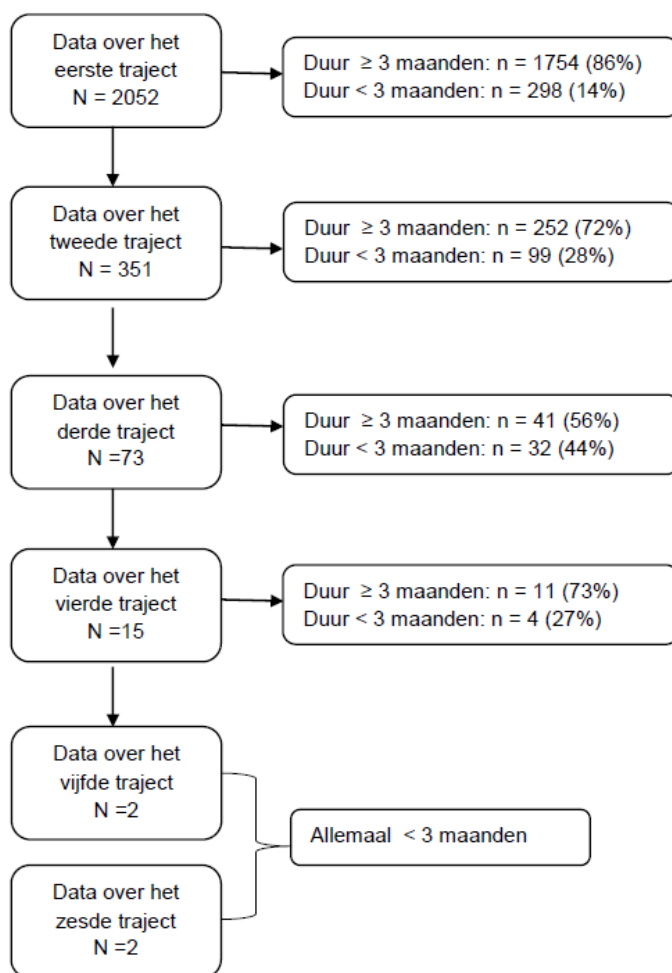 Data over het
eerste traject
N = 2052
Duur ≥ 3 maanden: n = 1754 (86%)
Duur < 3 maanden: n = 298 (14%)
Data over het
tweede traject
N = 351
Duur ≥ 3 maanden: n = 252 (72%)
Duur < 3 maanden: n = 99 (28%)
Data over het
derde traject
N =73
Duur ≥ 3 maanden: n = 41 (56%)
Duur < 3 maanden: n = 32 (44%)
Data over het
vierde traject
N =15
Duur ≥ 3 maanden: n = 11 (73%)
Duur < 3 maanden: n = 4 (27%)
Data over het
vijfde traject
N =2
Allemaal < 3 maanden
Data over het
zesde traject
N =2